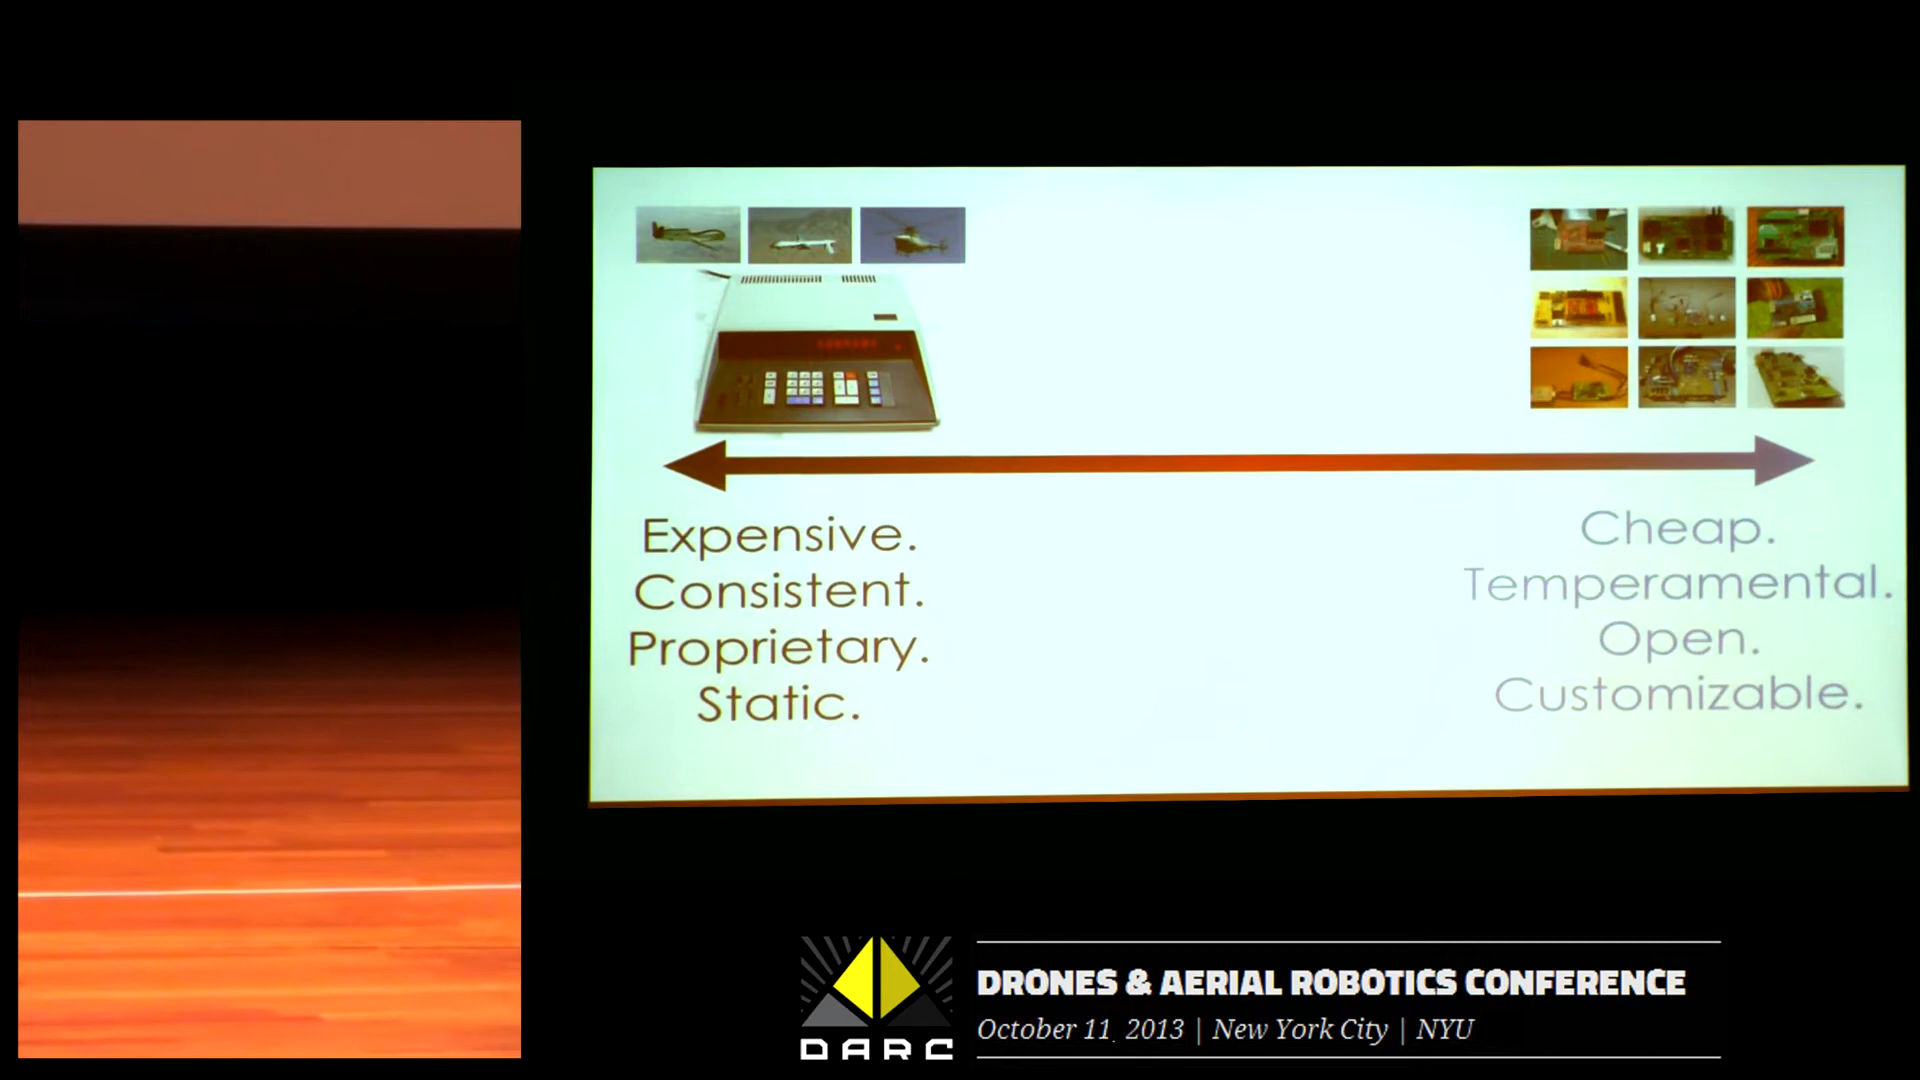 Expensive.
Consistent.
Proprietary.
Static.
Cheap.
Temperamental.
Open.
Customizable.
DARC
DRONES & AERIAL ROBOTICS CONFERENCE
October 11, 2013 | New York City | NYU